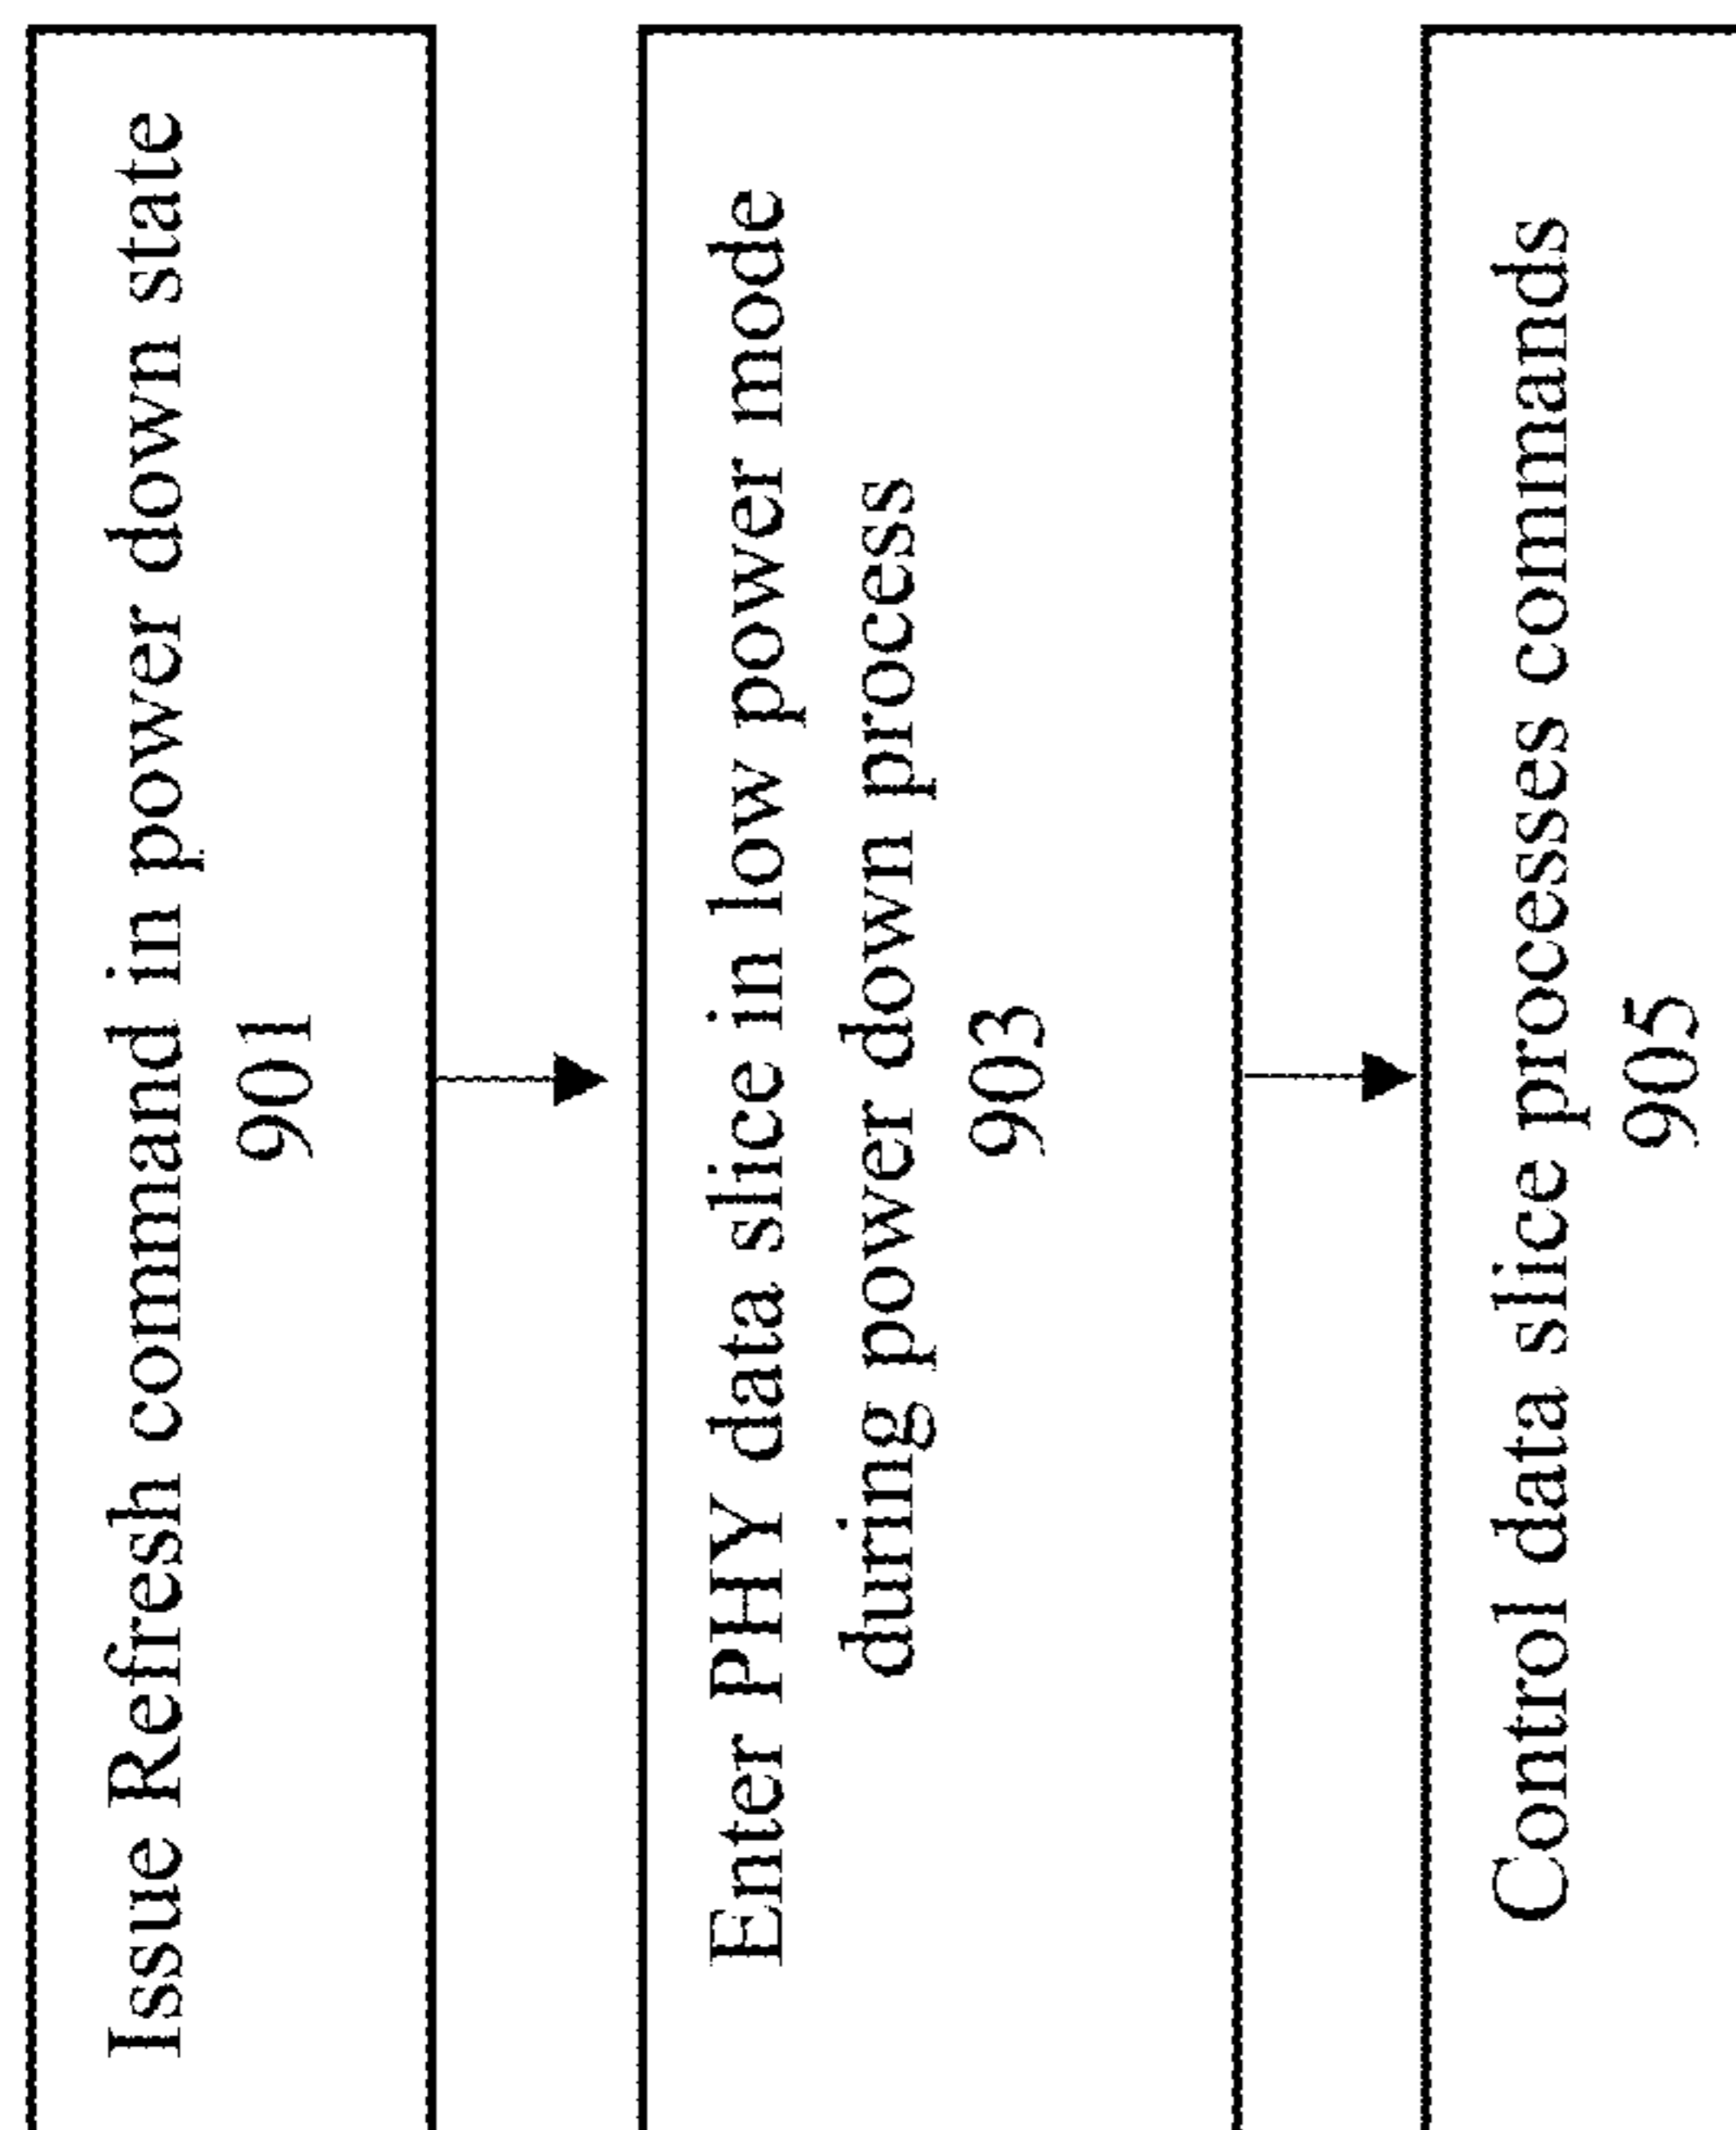 Issue Refresh command in power down state
901
Enter PHY data slice in low power mode
during power down process
903
Control data slice processes commands
905